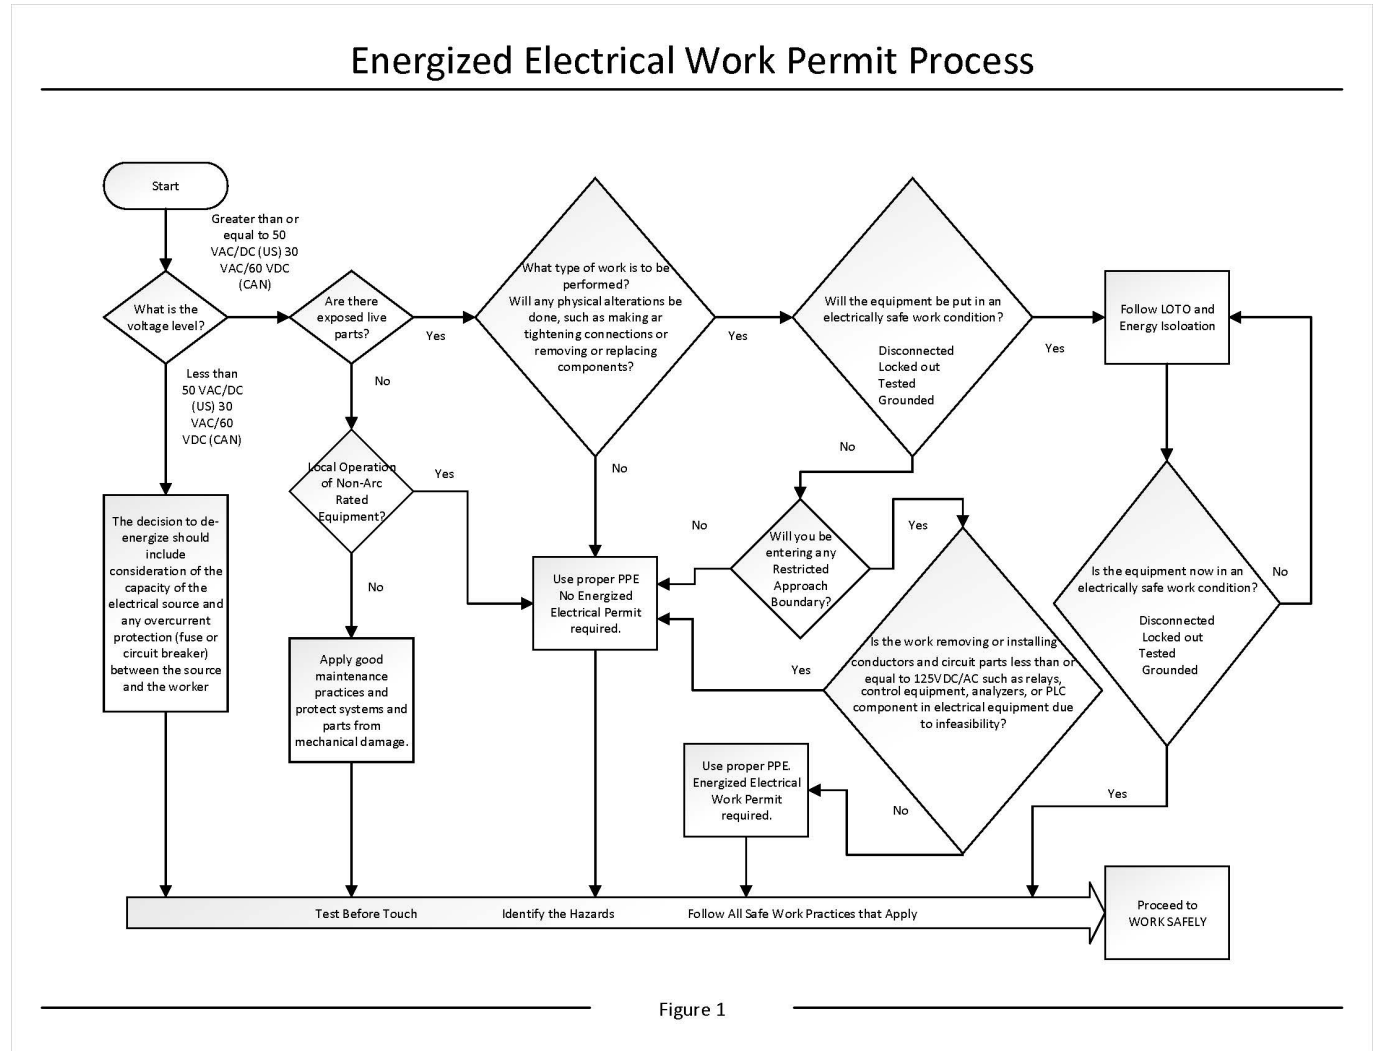 Energized Electrical Work Permit Process
Start
Greater than or
equal to 50
VAC/DC (US) 30
VAC/60 VDC
(CAN)
What is the
voltage level?
Less than
50 VAC/DC
(US) 30
VAC/60
VDC (CAN)
The decision to de-
energize should
include
consideration of the
capacity of the
electrical source and
any overcurrent
protection (fuse or
circuit breaker)
between the source
and the worker
Are there
exposed live
parts?
Yes
No
Local Operation
of Non-Arc
Rated
Equipment?
Yes
No
Apply good
maintenance
practices and
protect systems and
parts from
mechanical damage.
What type of work is to be
performed?
Will any physical alterations be
done, such as making ar
tightening connections or
removing or replacing
components?
Yes
No
Use proper PPE
No Energized
Electrical Permit
required.
Will the equipment be put in an
electrically safe work condition?
Disconnected
Locked out
Tested
Grounded
Yes
No
Will you be
entering any
Restricted
Approach
Boundary?
No
Yes
Is the work removing or installing
conductors and circuit parts less than or
equal to 125VDC/AC such as relays,
control equipment, analyzers, or PLC
component in electrical equipment due
to infeasibility?
Yes
No
Use proper PPE.
Energized Electrical
Work Permit
required.
Follow LOTO and
Energy Isoloation
Is the equipment now in an
electrically safe work condition?
Disconnected
Locked out
Tested
Grounded
No
Yes
Test Before Touch
Identify the Hazards
Follow All Safe Work Practices that Apply
Proceed to
WORK SAFELY
Figure 1